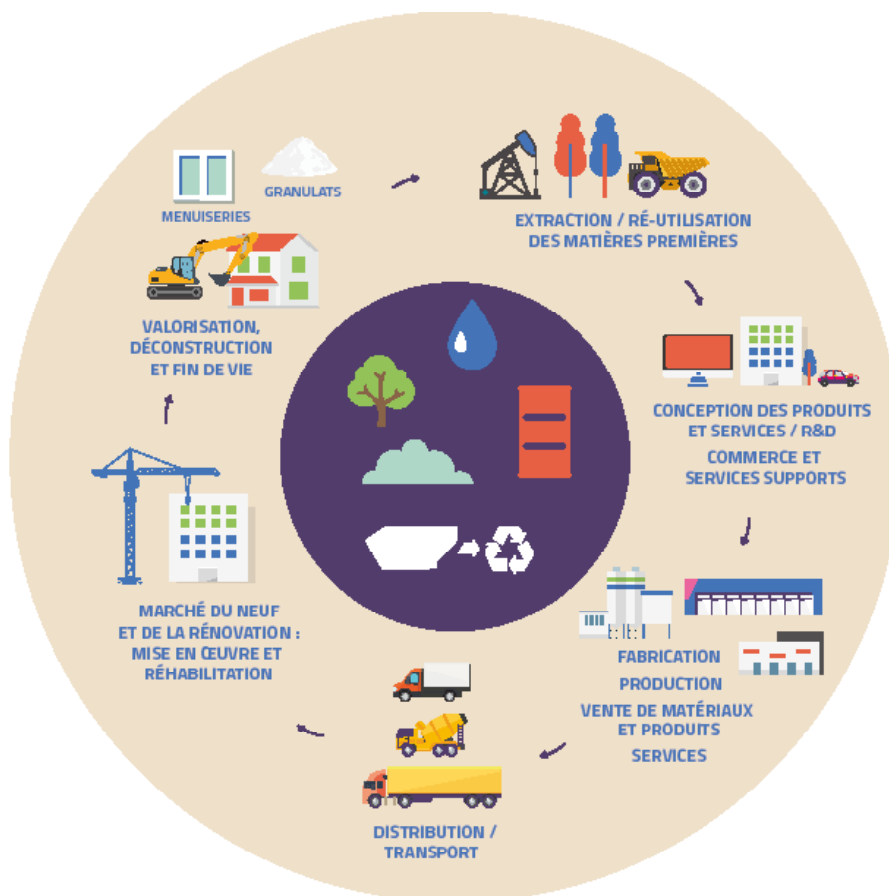 MENUISERIES
GRANULATS
EXTRACTION / RÉ-UTILISATION
DES MATIÈRES PREMIÈRES
CONCEPTION DES PRODUITS
ET SERVICES / R&D
COMMERCE ET
SERVICES SUPPORTS
FABRICATION
PRODUCTION
VENTE DE MATÉRIAUX
ET PRODUITS
SERVICES
DISTRIBUTION /
TRANSPORT
MARCHÉ DU NEUF
ET DE LA RÉNOVATION :
MISE EN ŒUVRE ET
RÉHABILITATION
VALORISATION,
DÉCONSTRUCTION
ET FIN DE VIE